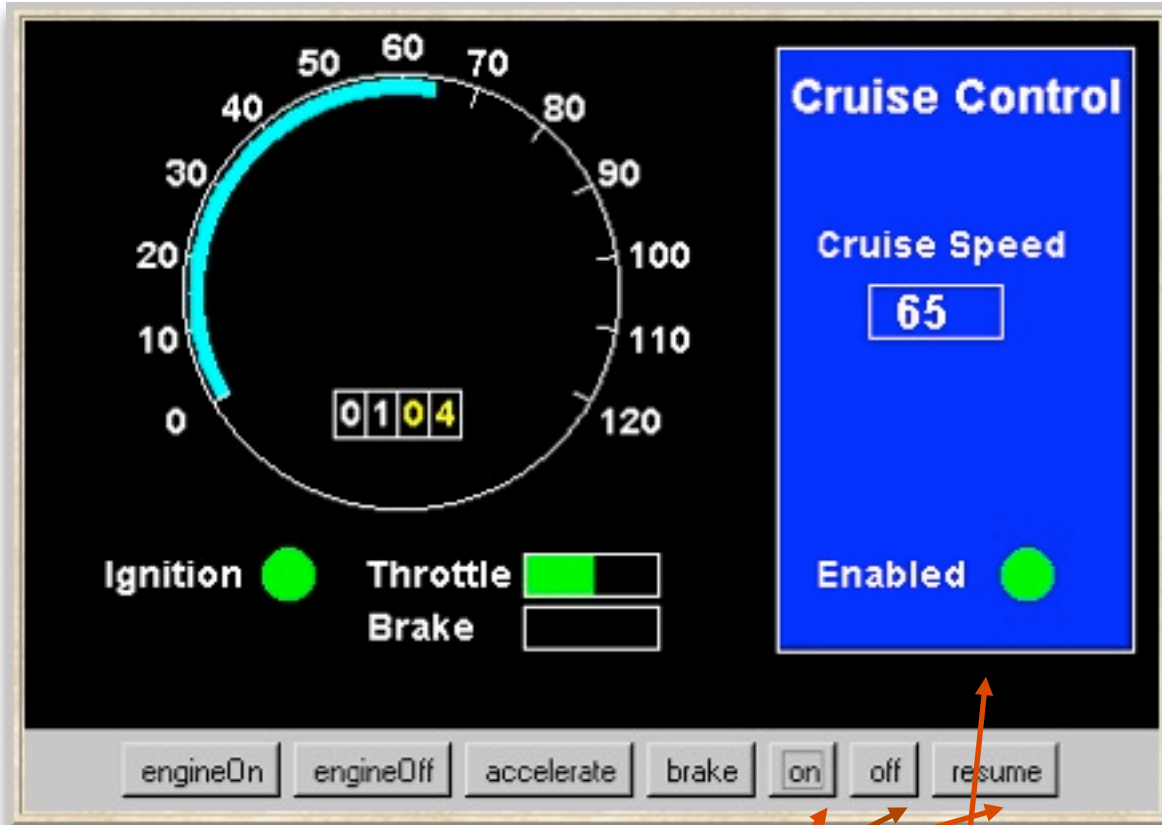 60
50 70
40 80
30 90
20 100
10 110
0 120
0104
Cruise Control
Cruise Speed
65
Ignition Throttle Enabled
Brake
engineOn engineOff accelerate brake on off resume